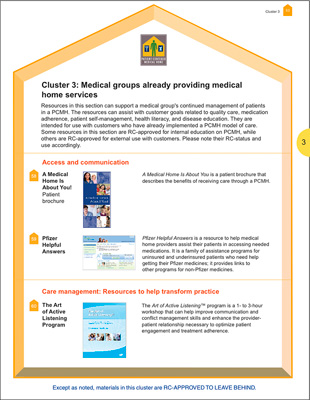 Cluster 3
Cluster 3: Medical groups already providing medical
home services
Resources in this section can support a medical group's continued management of patients
in a PCMH. The resources can assist with customer goals related to quality care, medication
adherence, patient self-management, health literacy, and disease education. They are
intended for use with customers who have already implemented a PCMH model of care.
Some resources in this section are RC-approved for internal education on PCMH, while
others are RC-approved for external use with customers. Please note their RC-status and
use accordingly.
3
Access and communication
A Medical
Home Is
About You!
Patient
brochure
A Medical Home Is About You is a patient brochure that
describes the benefits of receiving care through a PCMH.
Pfizer
Helpful
Answers
Pfizer Helpful Answers is a resource to help medical
home providers assist their patients in accessing needed
medications. It is a family of assistance programs for
uninsured and underinsured patients who need help
getting their Pfizer medicines; it provides links to
other programs for non-Pfizer medicines.
Care management: Resources to help transform practice
The Art
of Active
Listening
Program
The Art of Active Listening™ program is a 1- to 3-hour
workshop that can help improve communication and
conflict management skills and enhance the provider-
patient relationship necessary to optimize patient
engagement and treatment adherence.
Except as noted, materials in this cluster are RC-APPROVED TO LEAVE BEHIND.